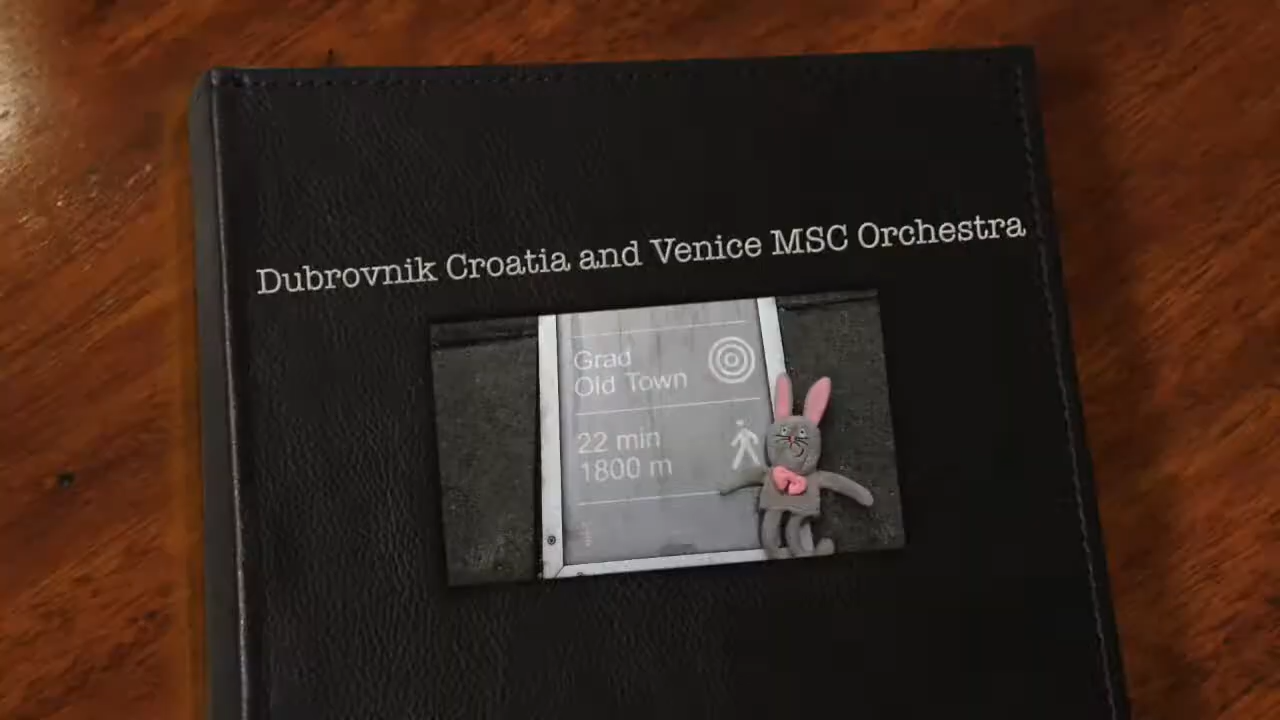 Dubrovnik Croatia and Venice MSC Orchestra
Grad
Old Town
22 min
1800 m